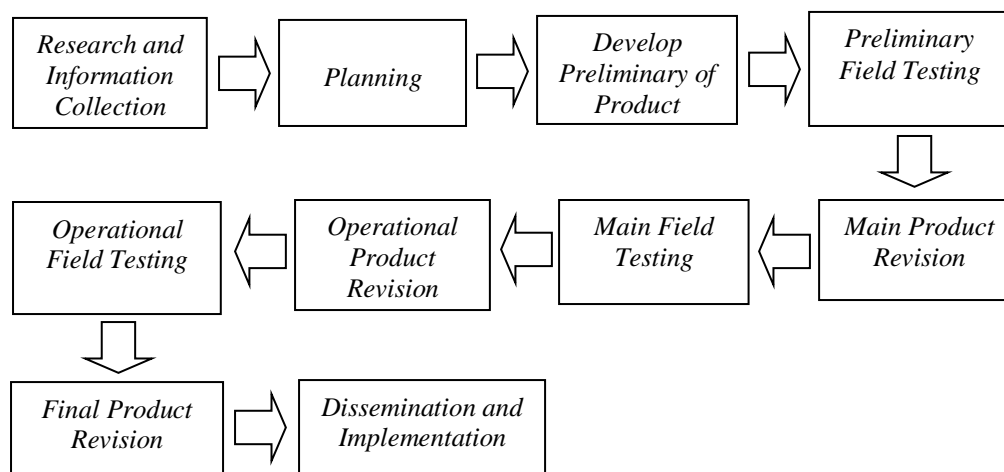 Research and
Information
Collection
Planning
Develop
Preliminary of
Product
Preliminary
Field Testing
Main Product
Revision
Main Field
Testing
Operational
Product
Revision
Operational
Field Testing
Final Product
Revision
Dissemination and
Implementation